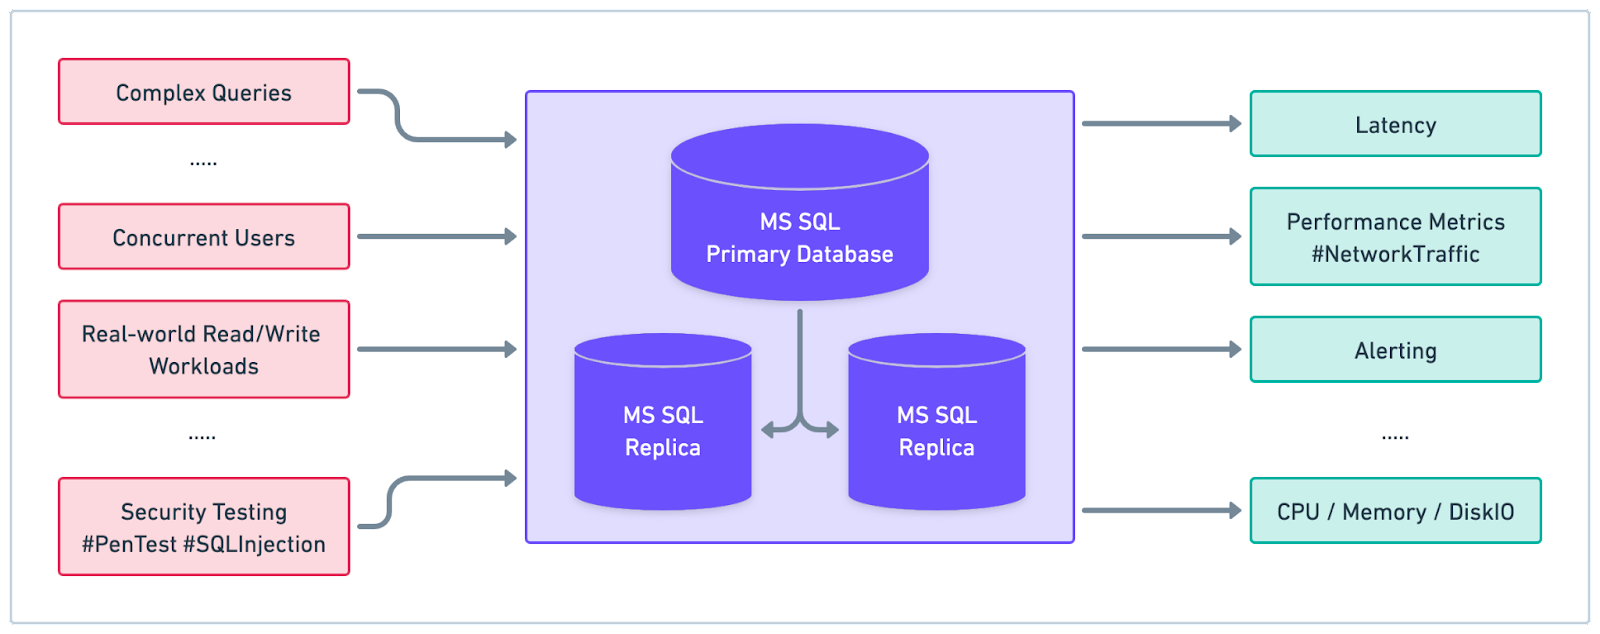 Complex Queries
.....
Concurrent Users
Real-world Read/Write
Workloads
.....
Security Testing
#PenTest #SQLInjection
MS SQL
Primary Database
MS SQL
Replica
MS SQL
Replica
Latency
Performance Metrics
#NetworkTraffic
Alerting
.....
CPU / Memory / DiskIO